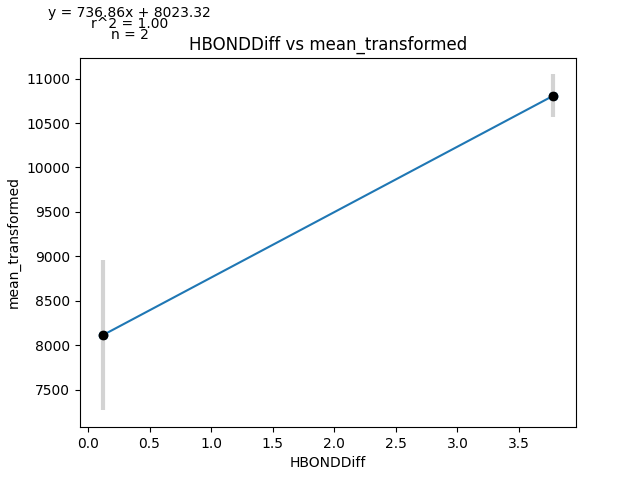 y = 736.86x + 8023.32
r^2 = 1.00
n = 2
HBONDDiff vs mean_transformed
11000
10500
10000
9500
9000
8500
8000
7500
mean_transformed
0.0 0.5 1.0 1.5 2.0 2.5 3.0 3.5
HBONDDiff